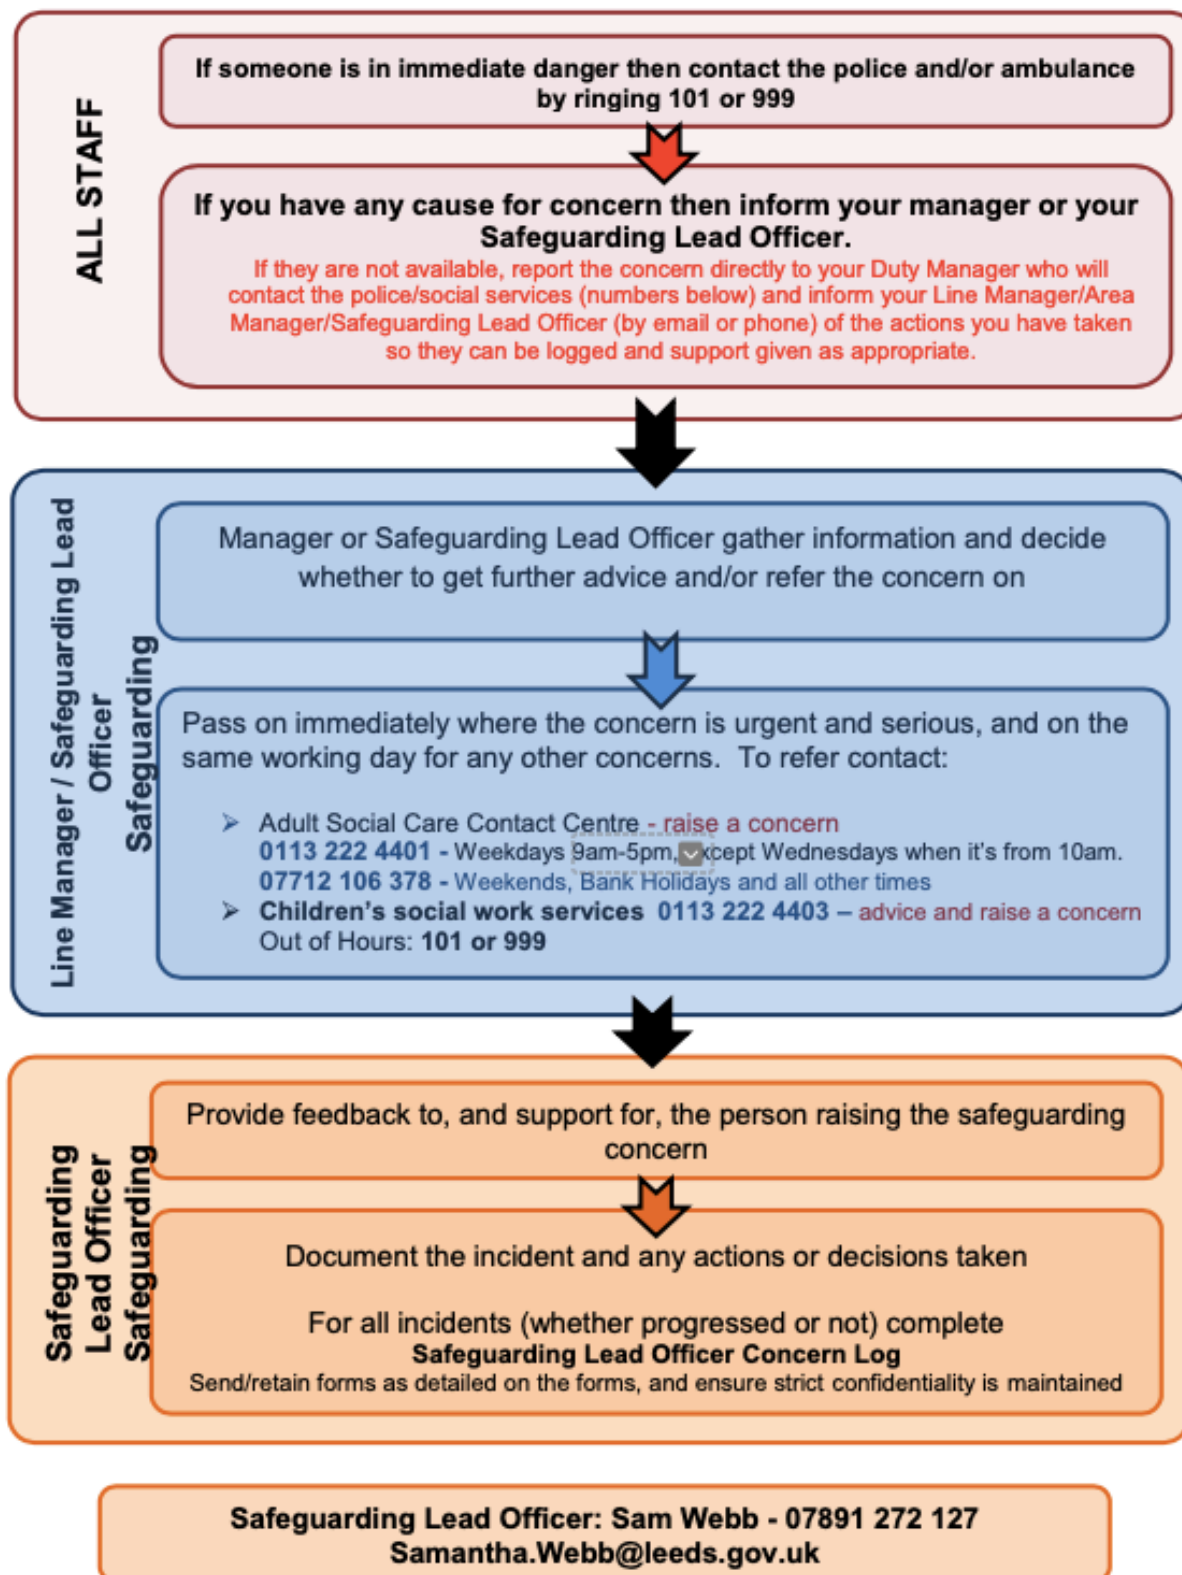 ALL STAFF
If someone is in immediate danger then contact the police and/or ambulance
by ringing 101 or 999
If you have any cause for concern then inform your manager or your
Safeguarding Lead Officer.
If they are not available, report the concern directly to your Duty Manager who will
contact the police/social services (numbers below) and inform your Line Manager/Area
Manager/Safeguarding Lead Officer (by email or phone) of the actions you have taken
so they can be logged and support given as appropriate.
Line Manager / Safeguarding Lead
Officer
Safeguarding
Manager or Safeguarding Lead Officer gather information and decide
whether to get further advice and/or refer the concern on
Pass on immediately where the concern is urgent and serious, and on the
same working day for any other concerns. To refer contact:
➢ Adult Social Care Contact Centre - raise a concern
0113 222 4401 - Weekdays 9am-5pm, except Wednesdays when it's from 10am.
07712 106 378 - Weekends, Bank Holidays and all other times
➢ Children's social work services 0113 222 4403 – advice and raise a concern
Out of Hours: 101 or 999
Safeguarding
Lead Officer
Safeguarding
Provide feedback to, and support for, the person raising the safeguarding
concern
Document the incident and any actions or decisions taken
For all incidents (whether progressed or not) complete
Safeguarding Lead Officer Concern Log
Send/retain forms as detailed on the forms, and ensure strict confidentiality is maintained
Safeguarding Lead Officer: Sam Webb - 07891 272 127
Samantha.Webb@leeds.gov.uk